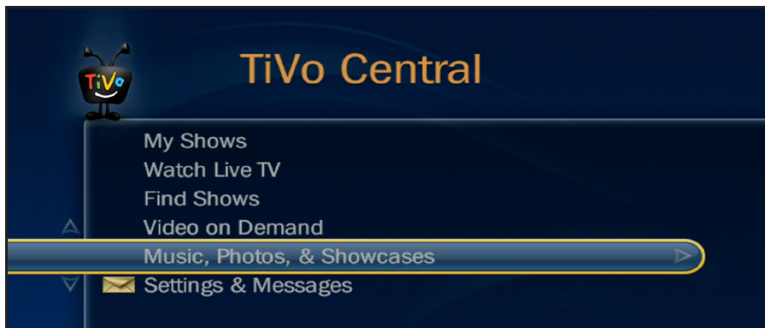 TiVo
TiVo Central
My Shows
Watch Live TV
Find Shows
Video on Demand
Music, Photos, & Showcases
Settings & Messages